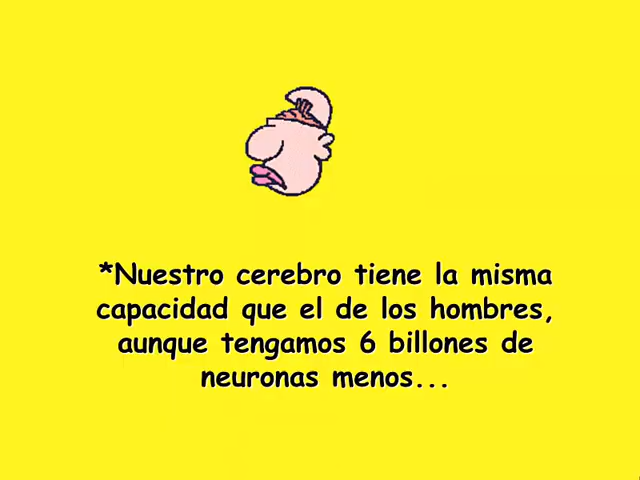 *Nuestro cerebro tiene la misma
capacidad que el de los hombres,
aunque tengamos 6 billones de
neuronas menos...